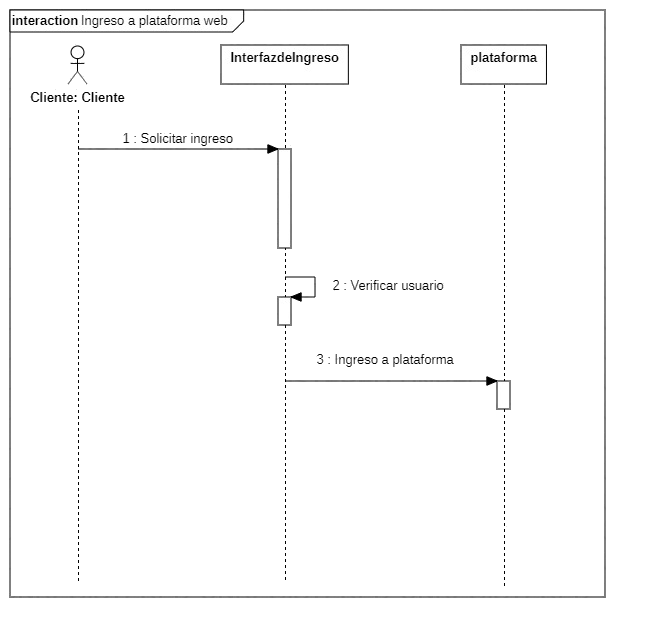 interaction Ingreso a plataforma web
InterfazdeIngreso
plataforma
Cliente: Cliente
1 : Solicitar ingreso
2 : Verificar usuario
3 : Ingreso a plataforma